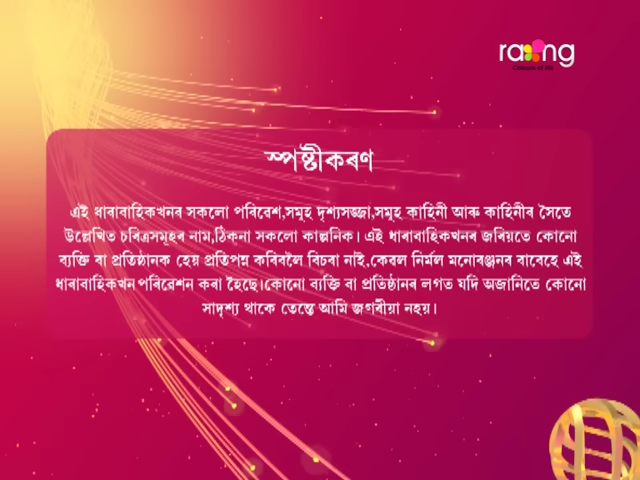 rang
স্পষ্টীকৰণ
এই ধাৰাবাহিকখনৰ সকলো পৰিৱেশ,সমূহ দৃশ্যসজ্জা,সমূহ কাহিনী আৰু কাহিনীৰ সৈতে
উল্লেখিত চৰিত্ৰসমূহৰ নাম,ঠিকনা সকলো কাল্পনিক। এই ধাৰাবাহিকখনৰ জৰিয়তে কোনো
ব্যক্তি বা প্ৰতিষ্ঠানক হেয় প্ৰতিপন্ন কৰিবলৈ বিচৰা নাই.কেৱল নিৰ্মল মনোৰঞ্জনৰ বাবেহে এই
ধাৰাবাহিকখন পৰিৱেশন কৰা হৈছে।কোনো ব্যক্তি বা প্ৰতিষ্ঠানৰ লগত যদি অজানিতে কোনো
সাদৃশ্য থাকে তেন্তে আমি জগৰীয়া নহয়।